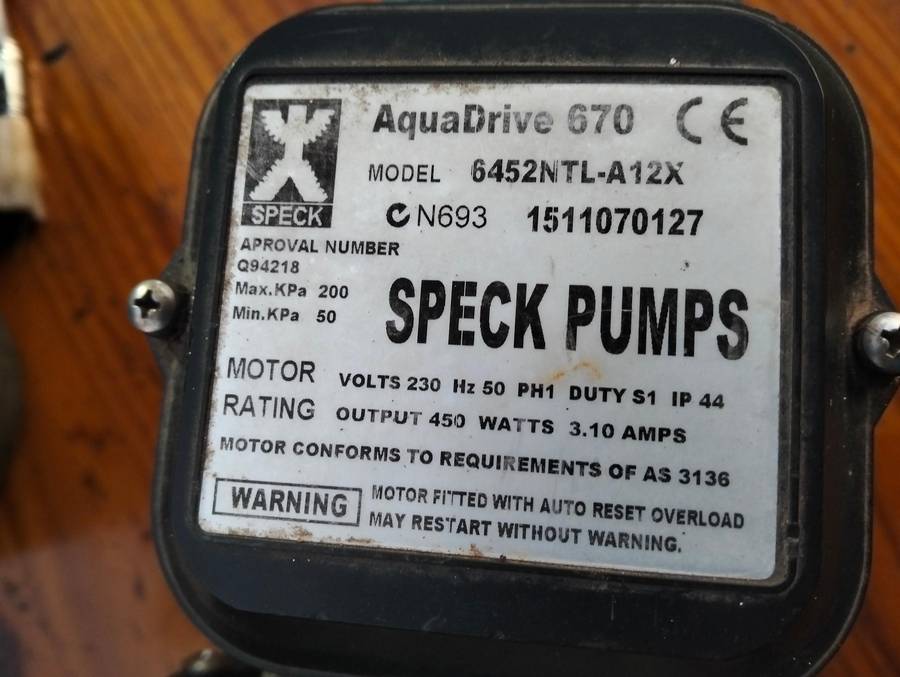 AquaDrive 670 CE
SPECK
MODEL 6452NTL-A12X
N693 1511070127
APROVAL NUMBER
Q94218
Max.KPa 200
Min.KPa 50
SPECK PUMPS
MOTOR RATING
VOLTS 230 Hz 50 PH1 DUTY S1 IP 44
OUTPUT 450 WATTS 3.10 AMPS
MOTOR CONFORMS TO REQUIREMENTS OF AS 3136
WARNING
MOTOR FITTED WITH AUTO RESET OVERLOAD
MAY RESTART WITHOUT WARNING.